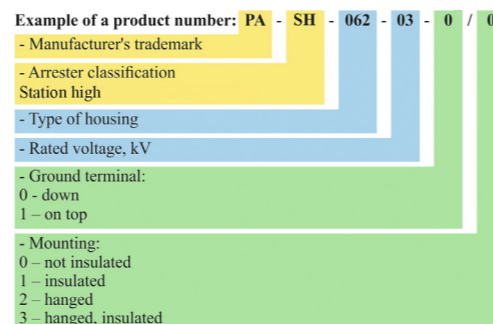 Example of a product number: PA - SH - 062 - 03 - 0 / 0
- Manufacturer's trademark
- Arrester classification
Station high
- Type of housing
- Rated voltage, kV
- Ground terminal:
0 - down
1 – on top
- Mounting:
0 – not insulated
1 – insulated
2 – hanged
3 – hanged, insulated